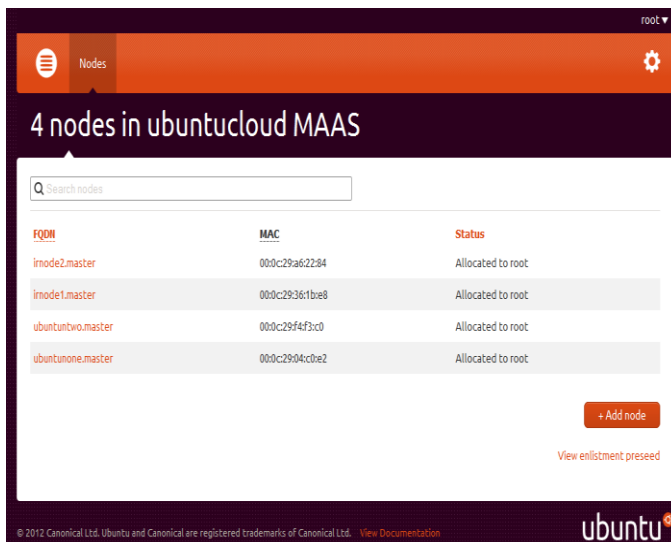 root ▾
Nodes
4 nodes in ubuntucloud MAAS
Search nodes
FQDN MAC Status
irnode2.master 00:0c:29:a6:22:84 Allocated to root
irnode1.master 00:0c:29:36:1b:e8 Allocated to root
ubuntuntwo.master 00:0c:29:f4:f3:c0 Allocated to root
ubuntunone.master 00:0c:29:04:c0:e2 Allocated to root
+ Add node
View enlistment preseed
© 2012 Canonical Ltd. Ubuntu and Canonical are registered trademarks of Canonical Ltd. View Documentation
ubuntu